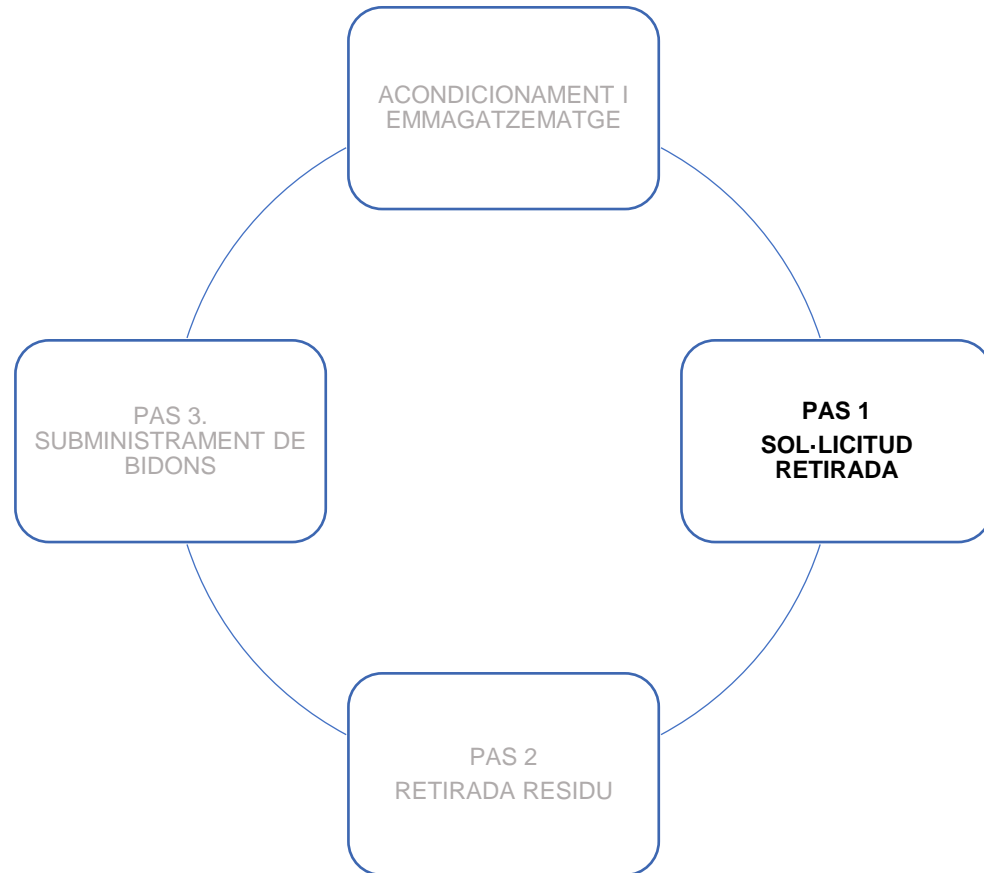 ACONDICIONAMENT I
EMMAGATZEMATGE
PAS 1
SOL·LICITUD
RETIRADA
PAS 2
RETIRADA RESIDU
PAS 3.
SUBMINISTRAMENT DE
BIDONS